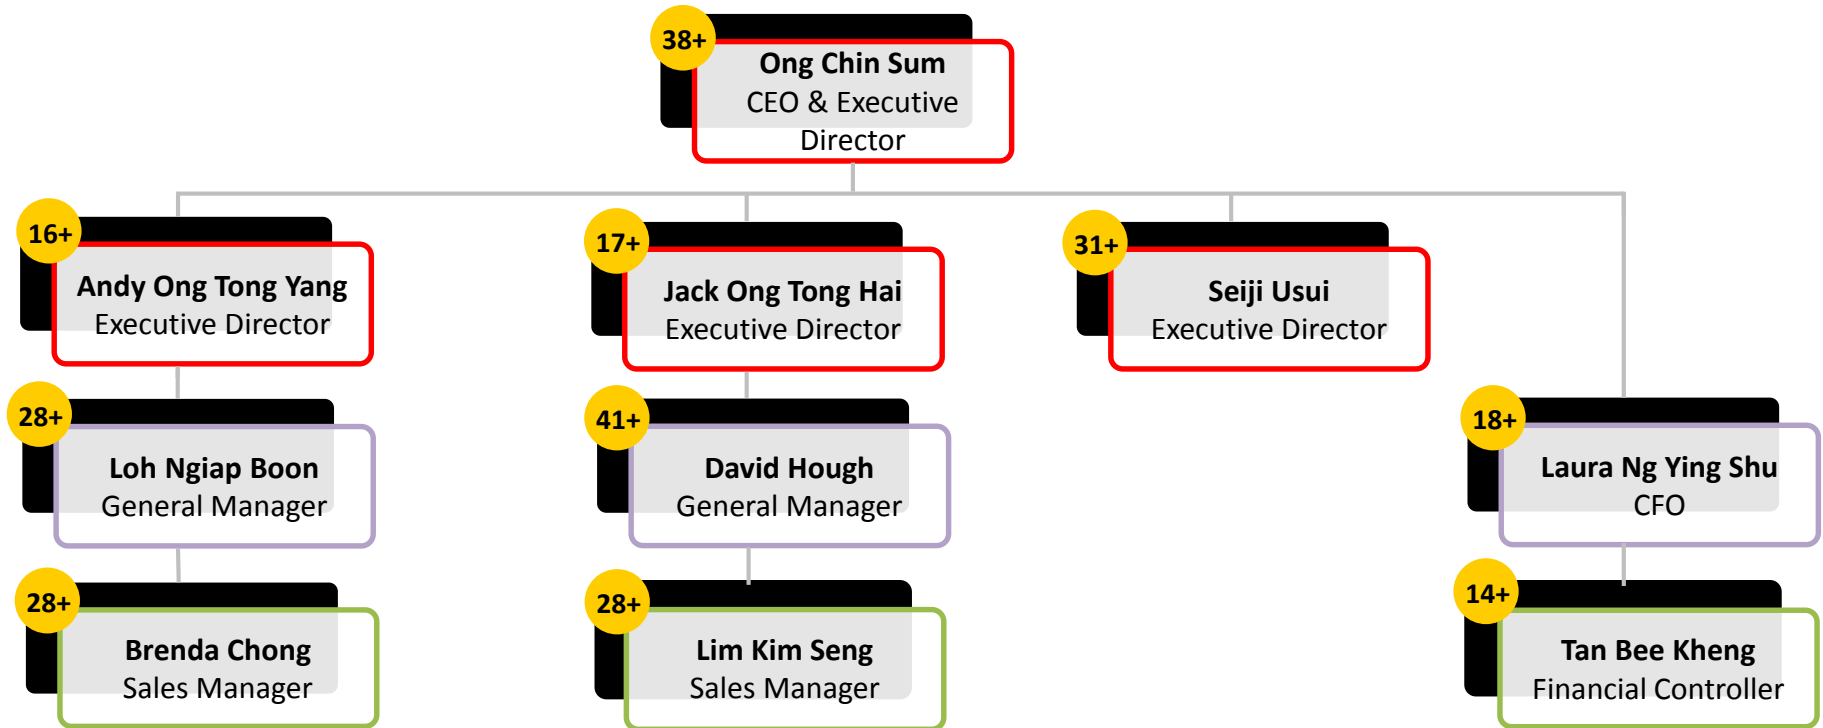 38+
Ong Chin Sum
CEO & Executive
Director
16+
Andy Ong Tong Yang
Executive Director
17+
Jack Ong Tong Hai
Executive Director
31+
Seiji Usui
Executive Director
28+
Loh Ngiap Boon
General Manager
41+
David Hough
General Manager
18+
Laura Ng Ying Shu
CFO
28+
Brenda Chong
Sales Manager
28+
Lim Kim Seng
Sales Manager
14+
Tan Bee Kheng
Financial Controller